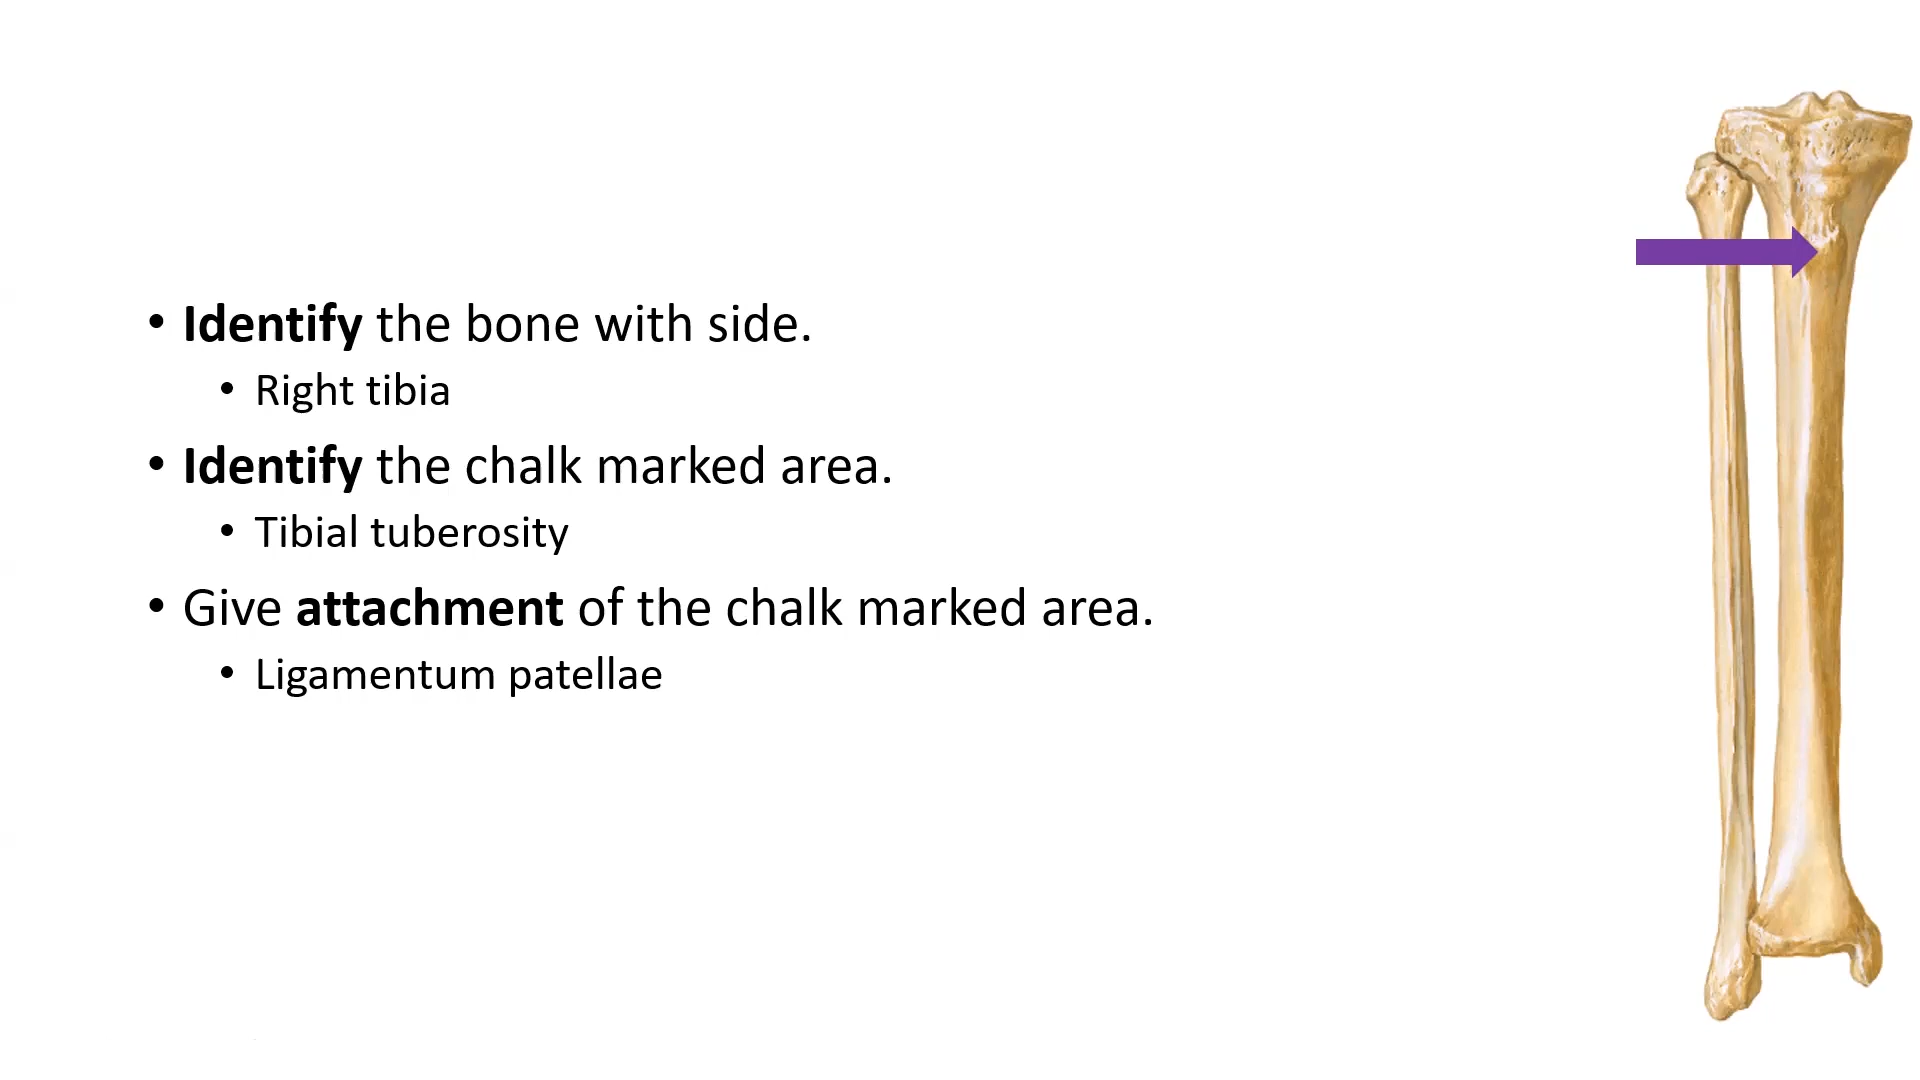 • Identify the bone with side.
• Right tibia
• Identify the chalk marked area.
• Tibial tuberosity
• Give attachment of the chalk marked area.
• Ligamentum patellae